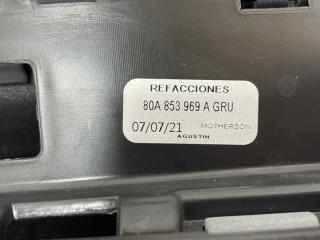 REFACCIONES
80A 853 969 A GRU
07/07/21 MOTHERSON
AGUSTIN